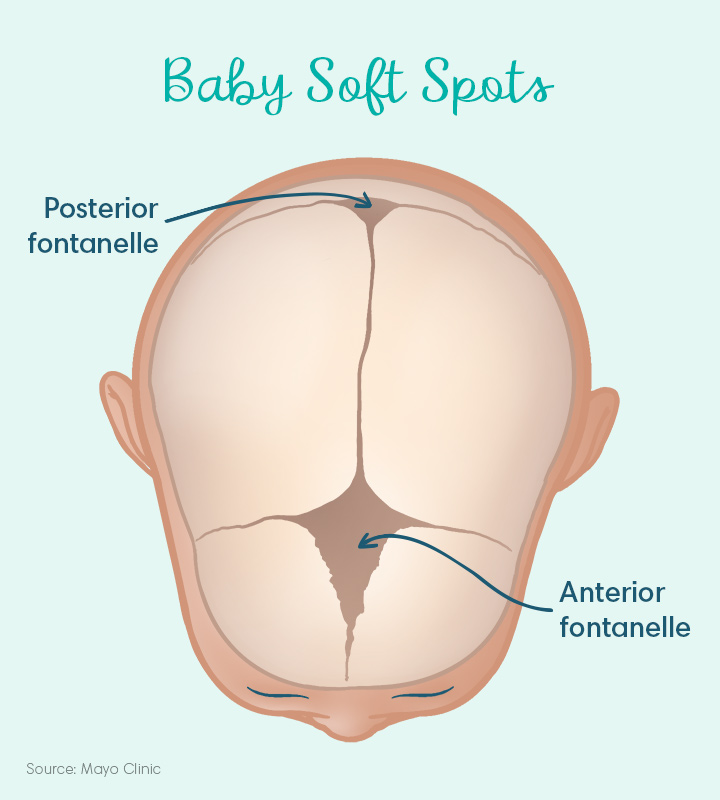 Baby Soft Spots
Posterior
fontanelle
Anterior
fontanelle
Source: Mayo Clinic